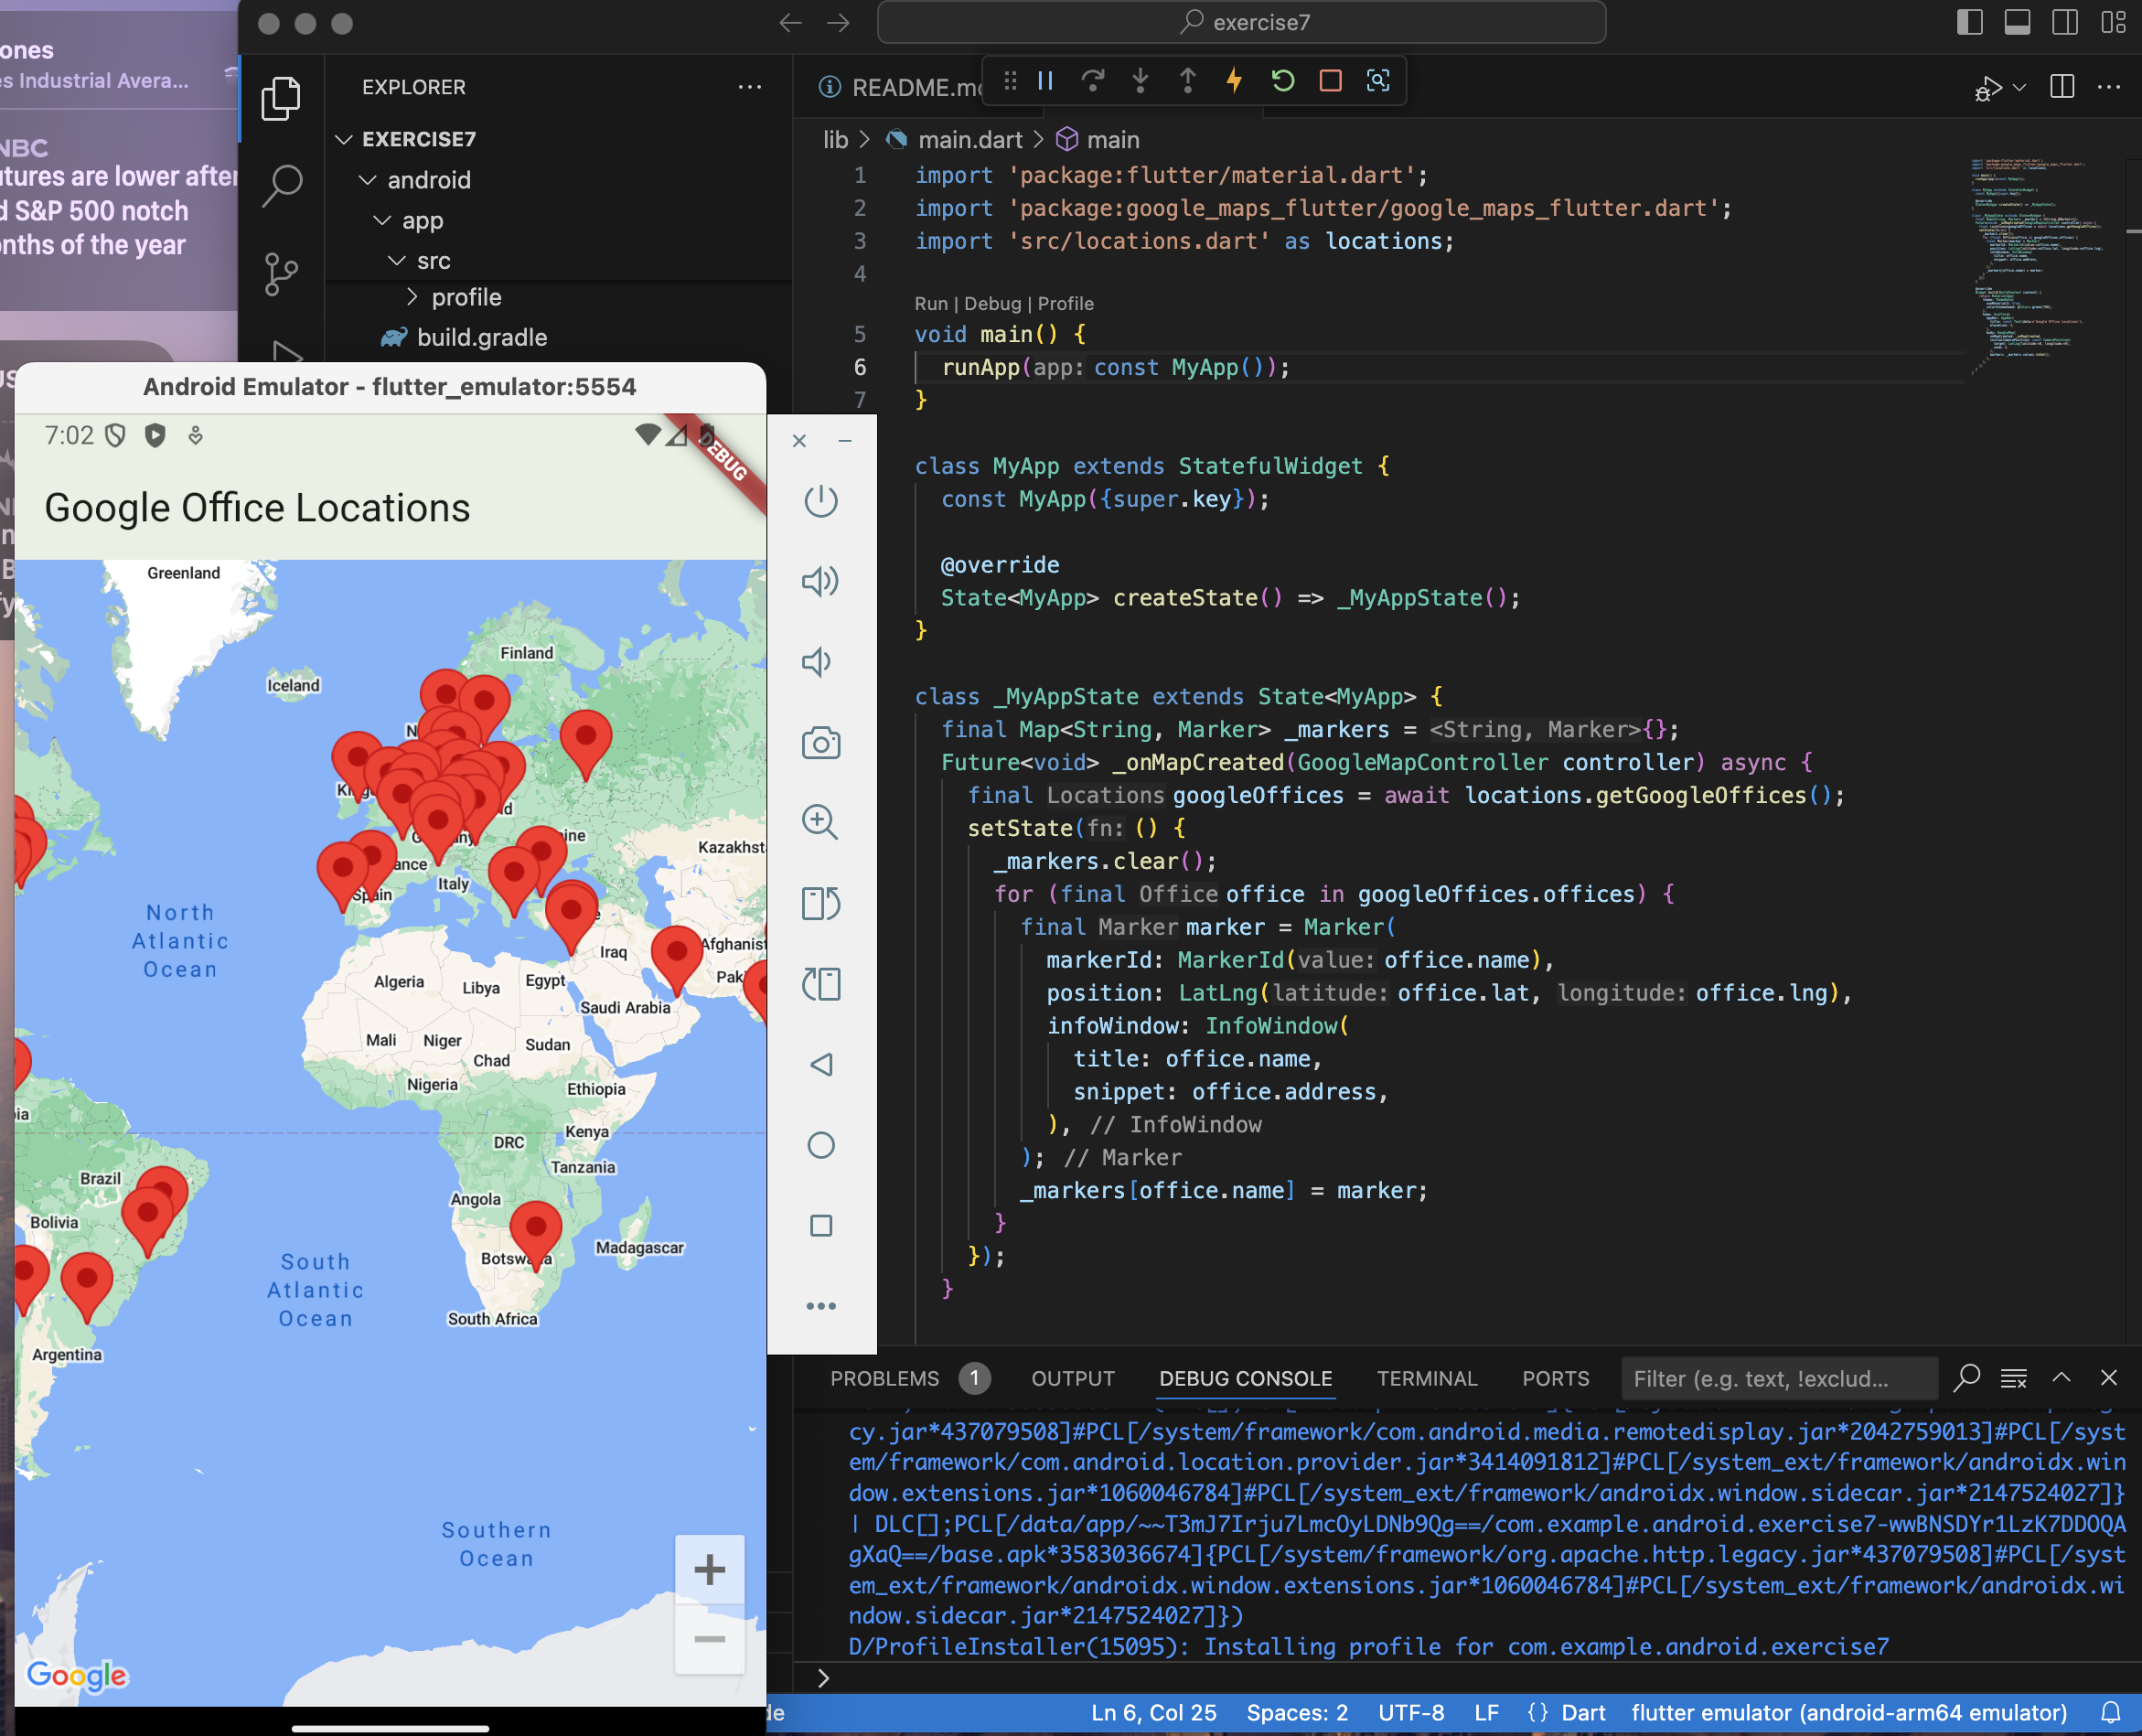 ones
es Industrial Avera...
NBC
utures are lower after
d S&P 500 notch
onths of the year
exercise7
EXPLORER
EXERCISE7
android
app
src
profile
build.gradle
README.md
lib > main.dart > main
1 import 'package:flutter/material.dart';
2 import 'package:google_maps_flutter/google_maps_flutter.dart';
3 import 'src/locations.dart' as locations;
4
Run | Debug | Profile
5 void main() {
6 runApp(app: const MyApp());
7 }
class MyApp extends StatefulWidget {
const MyApp({super.key});
@override
State<MyApp> createState() => _MyAppState();
}
class _MyAppState extends State<MyApp> {
final Map<String, Marker> _markers = <String, Marker>{};
Future<void> _onMapCreated(GoogleMapController controller) async {
final Locations googleOffices = await locations.getGoogleOffices();
setState(fn: () {
_markers.clear();
for (final Office office in googleOffices.offices) {
final Marker marker = Marker(
markerId: MarkerId(value: office.name),
position: LatLng(latitude: office.lat, longitude: office.lng),
infoWindow: InfoWindow(
title: office.name,
snippet: office.address,
), // InfoWindow
); // Marker
_markers[office.name] = marker;
}
});
}
Android Emulator - flutter_emulator:5554
7:02
DEBUG
Google Office Locations
Greenland
Finland
Iceland
Kazakhst
Italy
Spain
North
Atlantic
Ocean
Iraq
Afghanist
Algeria
Libya
Egypt
Pak
Saudi Arabia
Mali
Niger
Sudan
Chad
Nigeria
Ethiopia
Kenya
DRC
Tanzania
Brazil
Angola
Bolivia
Botswana
Madagascar
South
Atlantic
Ocean
South Africa
Argentina
Southern
Ocean
+
−
Google
PROBLEMS 1 OUTPUT DEBUG CONSOLE TERMINAL PORTS Filter (e.g. text, !exclud...
cy.jar*437079508]#PCL[/system/framework/com.android.media.remotedisplay.jar*2042759013]#PCL[/syst
em/framework/com.android.location.provider.jar*3414091812]#PCL[/system_ext/framework/androidx.win
dow.extensions.jar*1060046784]#PCL[/system_ext/framework/androidx.window.sidecar.jar*2147524027]}
| DLC[];PCL[/data/app/~~T3mJ7Irju7LmcOyLDNb9Qg==/com.example.android.exercise7-wwBNSDYr1LzK7DDOQA
gXaQ==/base.apk*3583036674]{PCL[/system/framework/org.apache.http.legacy.jar*437079508]#PCL[/syst
em_ext/framework/androidx.window.extensions.jar*1060046784]#PCL[/system_ext/framework/androidx.wi
ndow.sidecar.jar*2147524027]})
D/ProfileInstaller(15095): Installing profile for com.example.android.exercise7
Ln 6, Col 25 Spaces: 2 UTF-8 LF {} Dart flutter emulator (android-arm64 emulator)